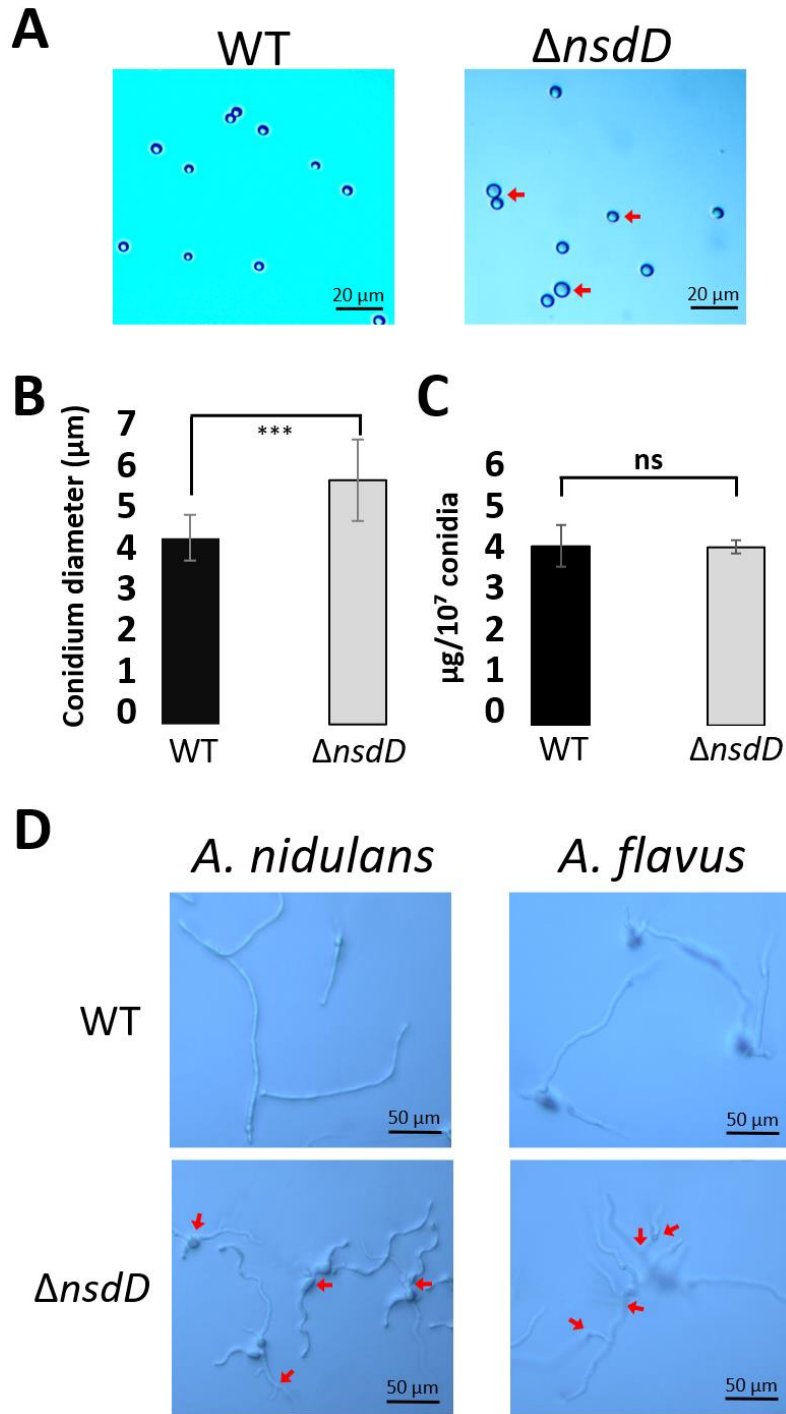 A
WT
ΔnsdD
20 µm
20 µm
B
Conidium diameter (µm)
7
6
5
4
3
2
1
0
***
WT
ΔnsdD
C
µg/10⁷ conidia
6
5
4
3
2
1
0
ns
WT
ΔnsdD
D
A. nidulans
A. flavus
WT
50 µm
50 µm
ΔnsdD
50 µm
50 µm